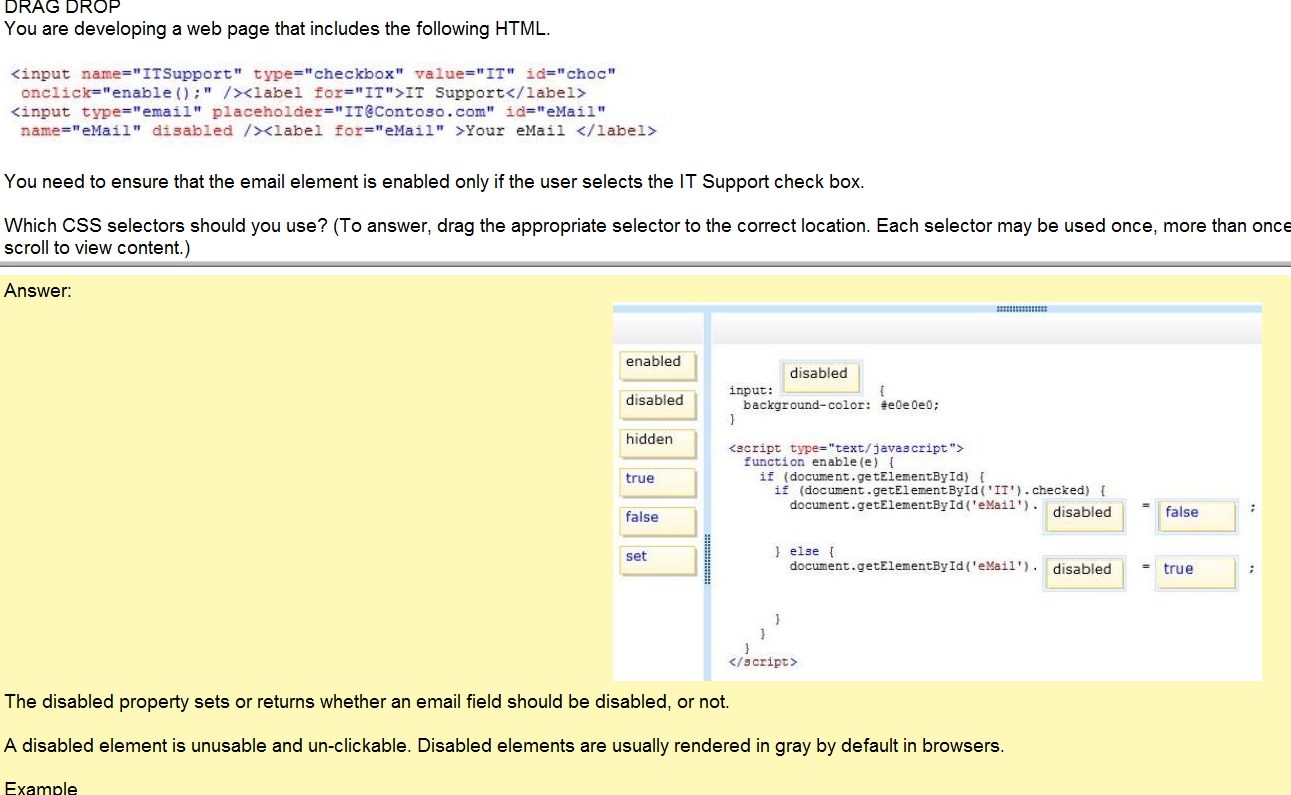 DRAG DROP
You are developing a web page that includes the following HTML.
<input name="ITSupport" type="checkbox" value="IT" id="choc"
onclick="enable();" /><label for="IT">IT Support</label>
<input type="email" placeholder="IT@Contoso.com" id="eMail"
name="eMail" disabled /><label for="eMail" >Your eMail </label>
You need to ensure that the email element is enabled only if the user selects the IT Support check box.
Which CSS selectors should you use? (To answer, drag the appropriate selector to the correct location. Each selector may be used once, more than once
scroll to view content.)
Answer:
enabled
disabled
hidden
true
false
set
input: disabled {
background-color: #e0e0e0;
}
<script type="text/javascript">
function enable(e) {
if (document.getElementById) {
if (document.getElementById('IT').checked) {
document.getElementById('eMail'). disabled = false ;
} else {
document.getElementById('eMail'). disabled = true ;
}
}
}
</script>
The disabled property sets or returns whether an email field should be disabled, or not.
A disabled element is unusable and un-clickable. Disabled elements are usually rendered in gray by default in browsers.
Example